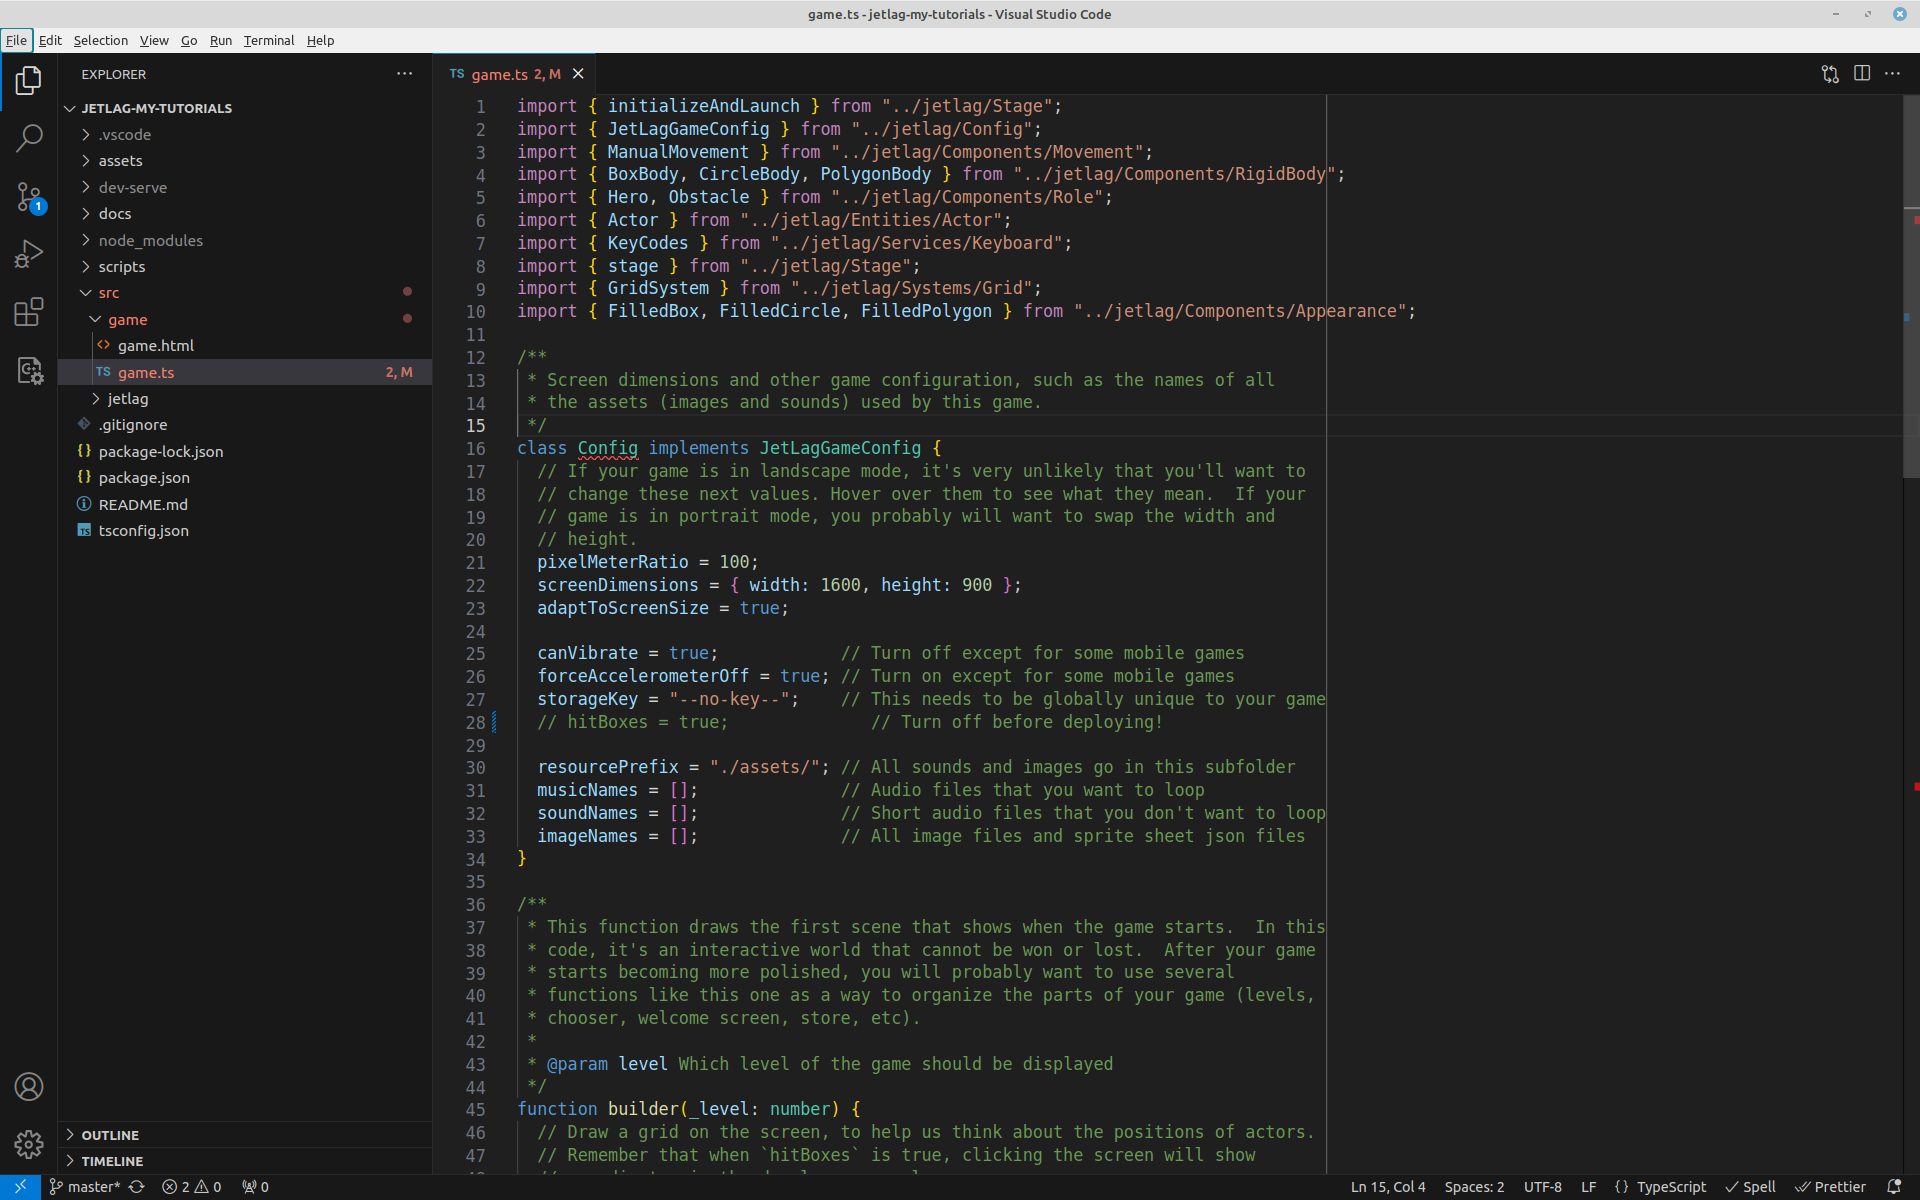 game.ts - jetlag-my-tutorials - Visual Studio Code
File Edit Selection View Go Run Terminal Help
EXPLORER
JETLAG-MY-TUTORIALS
.vscode
assets
dev-serve
docs
node_modules
scripts
src
game
game.html
TS game.ts 2, M
jetlag
.gitignore
{} package-lock.json
{} package.json
README.md
TS tsconfig.json
OUTLINE
TIMELINE
1
TS game.ts 2, M
1 import { initializeAndLaunch } from "../jetlag/Stage";
2 import { JetLagGameConfig } from "../jetlag/Config";
3 import { ManualMovement } from "../jetlag/Components/Movement";
4 import { BoxBody, CircleBody, PolygonBody } from "../jetlag/Components/RigidBody";
5 import { Hero, Obstacle } from "../jetlag/Components/Role";
6 import { Actor } from "../jetlag/Entities/Actor";
7 import { KeyCodes } from "../jetlag/Services/Keyboard";
8 import { stage } from "../jetlag/Stage";
9 import { GridSystem } from "../jetlag/Systems/Grid";
10 import { FilledBox, FilledCircle, FilledPolygon } from "../jetlag/Components/Appearance";
11
12 /**
13  * Screen dimensions and other game configuration, such as the names of all
14  * the assets (images and sounds) used by this game.
15  */
16 class Config implements JetLagGameConfig {
17   // If your game is in landscape mode, it's very unlikely that you'll want to
18   // change these next values. Hover over them to see what they mean.  If your
19   // game is in portrait mode, you probably will want to swap the width and
20   // height.
21   pixelMeterRatio = 100;
22   screenDimensions = { width: 1600, height: 900 };
23   adaptToScreenSize = true;
24
25   canVibrate = true;            // Turn off except for some mobile games
26   forceAccelerometerOff = true; // Turn on except for some mobile games
27   storageKey = "--no-key--";    // This needs to be globally unique to your game
28   // hitBoxes = true;              // Turn off before deploying!
29
30   resourcePrefix = "./assets/"; // All sounds and images go in this subfolder
31   musicNames = [];              // Audio files that you want to loop
32   soundNames = [];              // Short audio files that you don't want to loop
33   imageNames = [];              // All image files and sprite sheet json files
34 }
35
36 /**
37  * This function draws the first scene that shows when the game starts.  In this
38  * code, it's an interactive world that cannot be won or lost.  After your game
39  * starts becoming more polished, you will probably want to use several
40  * functions like this one as a way to organize the parts of your game (levels,
41  * chooser, welcome screen, store, etc).
42  *
43  * @param level Which level of the game should be displayed
44  */
45 function builder(_level: number) {
46   // Draw a grid on the screen, to help us think about the positions of actors.
47   // Remember that when `hitBoxes` is true, clicking the screen will show
master* 2 0 0 Ln 15, Col 4 Spaces: 2 UTF-8 LF {} TypeScript Spell Prettier